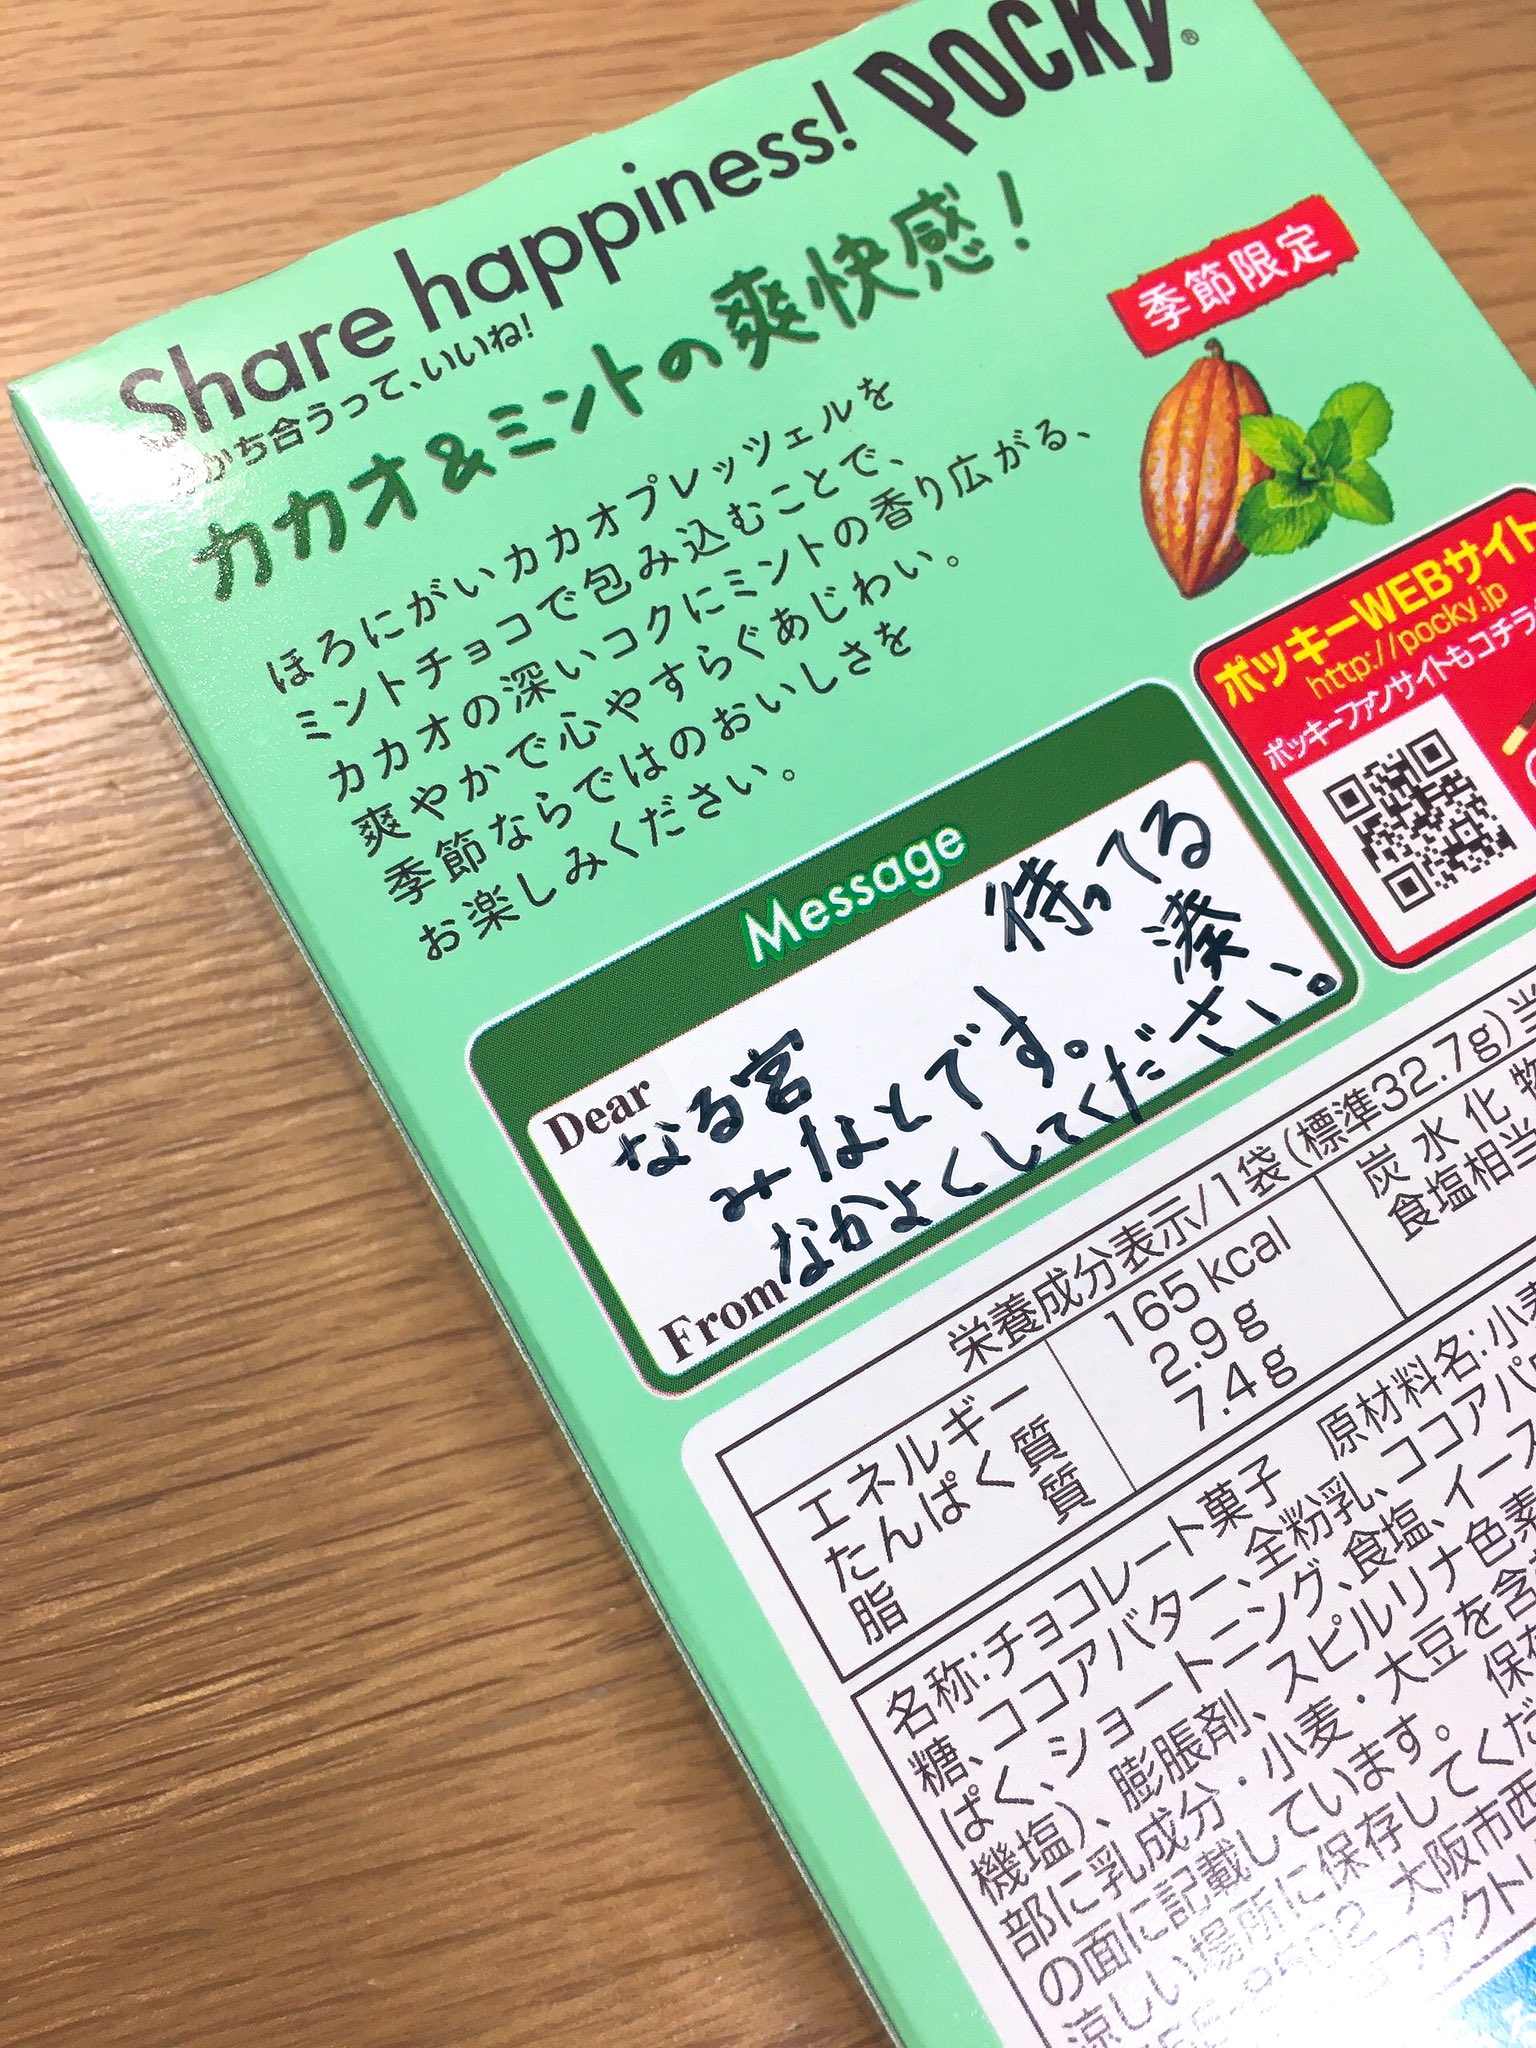 Share happiness! Pocky®
わかち合うって、いいね!
カカオ&ミントの爽快感!
季節限定
ほろにがいカカオプレッツェルを
ミントチョコで包み込むことで、
カカオの深いコクにミントの香り広がる、
爽やかで心やすらぐあじわい。
季節ならではのおいしさを
お楽しみください。
ポッキーWEBサイト
http://pocky.jp
ポッキーファンサイトもコチラ
Message
Dear
なる宮
待ってる
みなとです。
湊
なかよくしてください。
From
栄養成分表示/1袋(標準32.7g)当
エネルギー 165kcal 炭水化物
たんぱく質 2.9g 食塩相当
脂質 7.4g
名称:チョコレート菓子 原材料名:小麦
糖、ココアバター、全粉乳、ココアパ
ぱく、ショートニング、食塩、イース
機塩)、膨脹剤、スピルリナ色素
部に乳成分・小麦・大豆を含
の面に記載しています。 保存
涼しい場所に保存してくだ
8502 大阪市西
ファクトリ